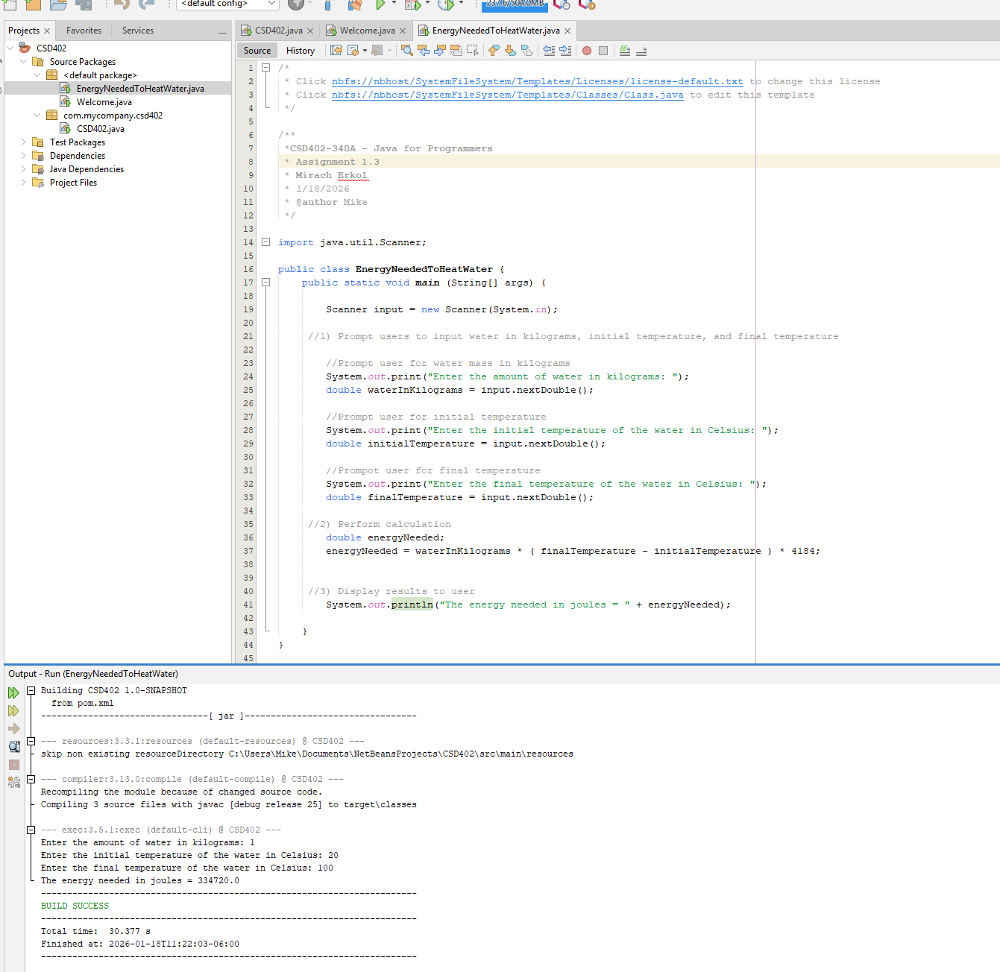 <default config>
237.6/504.0MB
Projects
Favorites
Services
CSD402
Source Packages
<default package>
EnergyNeededToHeatWater.java
Welcome.java
com.mycompany.csd402
CSD402.java
Test Packages
Dependencies
Java Dependencies
Project Files
CSD402.java
Welcome.java
EnergyNeededToHeatWater.java
Source
History
1 /*
2 * Click nbfs://nbhost/SystemFileSystem/Templates/Licenses/license-default.txt to change this license
3 * Click nbfs://nbhost/SystemFileSystem/Templates/Classes/Class.java to edit this template
4 */
5
6 /**
7 *CSD402-340A - Java for Programmers
8 * Assignment 1.3
9 * Mirach Erkol
10 * 1/18/2026
11 * @author Mike
12 */
13
14 import java.util.Scanner;
15
16 public class EnergyNeededToHeatWater {
17 public static void main (String[] args) {
18
19 Scanner input = new Scanner(System.in);
20
21 //1) Prompt users to input water in kilograms, initial temperature, and final temperature
22
23 //Prompt user for water mass in kilograms
24 System.out.print("Enter the amount of water in kilograms: ");
25 double waterInKilograms = input.nextDouble();
26
27 //Prompt user for initial temperature
28 System.out.print("Enter the initial temperature of the water in Celsius: ");
29 double initialTemperature = input.nextDouble();
30
31 //Prompot user for final temperature
32 System.out.print("Enter the final temperature of the water in Celsius: ");
33 double finalTemperature = input.nextDouble();
34
35 //2) Perform calculation
36 double energyNeeded;
37 energyNeeded = waterInKilograms * ( finalTemperature - initialTemperature ) * 4184;
38
39
40 //3) Display results to user
41 System.out.println("The energy needed in joules = " + energyNeeded);
42
43 }
44 }
45
Output - Run (EnergyNeededToHeatWater)
Building CSD402 1.0-SNAPSHOT
from pom.xml
--------------------------------[ jar ]---------------------------------
--- resources:3.3.1:resources (default-resources) @ CSD402 ---
skip non existing resourceDirectory C:\Users\Mike\Documents\NetBeansProjects\CSD402\src\main\resources
--- compiler:3.13.0:compile (default-compile) @ CSD402 ---
Recompiling the module because of changed source code.
Compiling 3 source files with javac [debug release 25] to target\classes
--- exec:3.5.1:exec (default-cli) @ CSD402 ---
Enter the amount of water in kilograms: 1
Enter the initial temperature of the water in Celsius: 20
Enter the final temperature of the water in Celsius: 100
The energy needed in joules = 334720.0
------------------------------------------------------------------------
BUILD SUCCESS
------------------------------------------------------------------------
Total time:  30.377 s
Finished at: 2026-01-18T11:22:03-06:00
------------------------------------------------------------------------